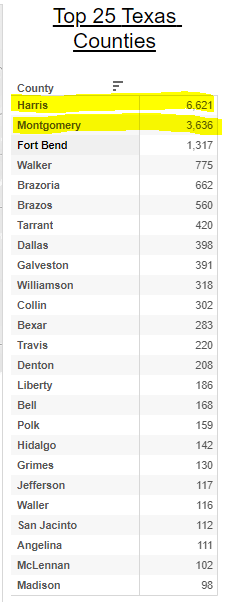 Top 25 Texas
Counties
County
Harris 6,621
Montgomery 3,636
Fort Bend 1,317
Walker 775
Brazoria 662
Brazos 560
Tarrant 420
Dallas 398
Galveston 391
Williamson 318
Collin 302
Bexar 283
Travis 220
Denton 208
Liberty 186
Bell 168
Polk 159
Hidalgo 142
Grimes 130
Jefferson 117
Waller 116
San Jacinto 112
Angelina 111
McLennan 102
Madison 98